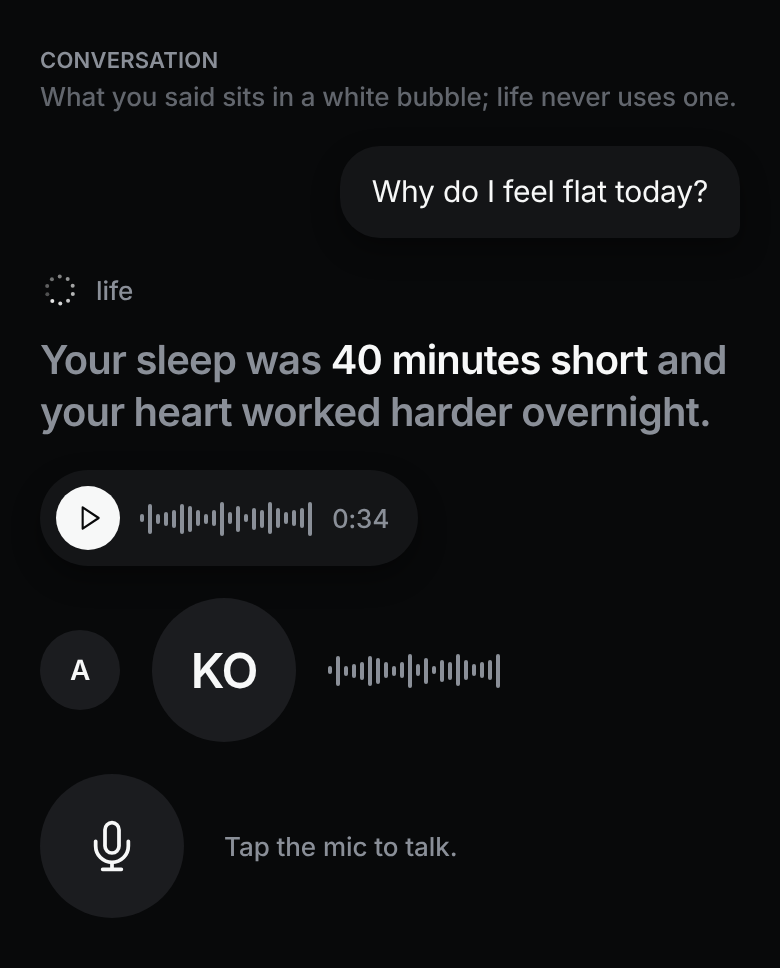 CONVERSATION
What you said sits in a white bubble; life never uses one.
Why do I feel flat today?
life
Your sleep was 40 minutes short and
your heart worked harder overnight.
0:34
A
KO
Tap the mic to talk.